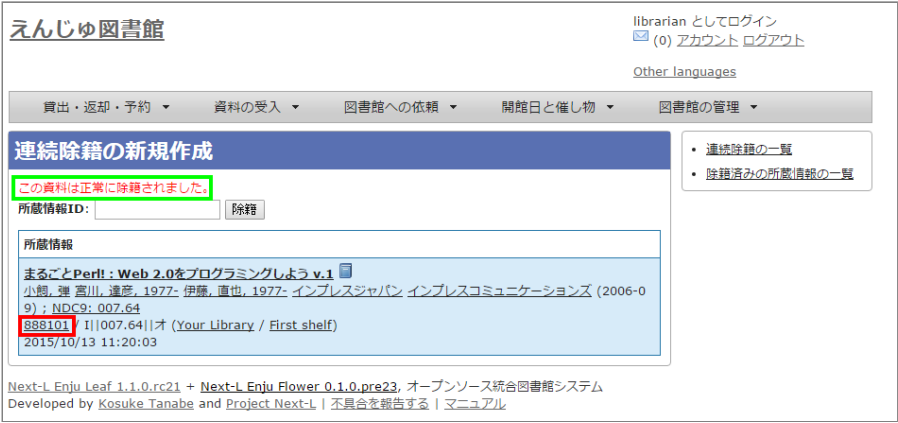 えんじゅ図書館
librarian としてログイン
(0) アカウント ログアウト
Other languages
貸出・返却・予約 ▼ 資料の受入 ▼ 図書館への依頼 ▼ 開館日と催し物 ▼ 図書館の管理 ▼
連続除籍の新規作成
この資料は正常に除籍されました。
所蔵情報ID: 除籍
所蔵情報
まるごとPerl! : Web 2.0をプログラミングしよう v.1
小飼, 弾 宮川, 達彦, 1977- 伊藤, 直也, 1977- インプレスジャパン インプレスコミュニケーションズ (2006-0
9) ; NDC9: 007.64
888101 / I||007.64||オ (Your Library / First shelf)
2015/10/13 11:20:03
• 連続除籍の一覧
• 除籍済みの所蔵情報の一覧
Next-L Enju Leaf 1.1.0.rc21 + Next-L Enju Flower 0.1.0.pre23, オープンソース統合図書館システム
Developed by Kosuke Tanabe and Project Next-L | 不具合を報告する | マニュアル